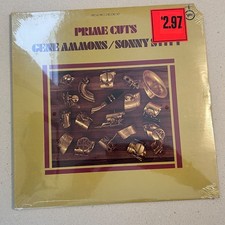 PRIME CUTS
$2.97
GENE AMMONS/SONNY STITT